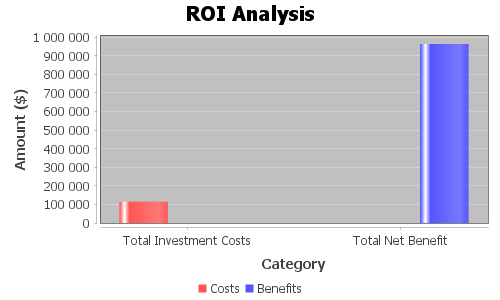 ROI Analysis
1 000 000
900 000
800 000
700 000
600 000
500 000
400 000
300 000
200 000
100 000
0
Amount ($)
Total Investment Costs
Total Net Benefit
Category
Costs
Benefits